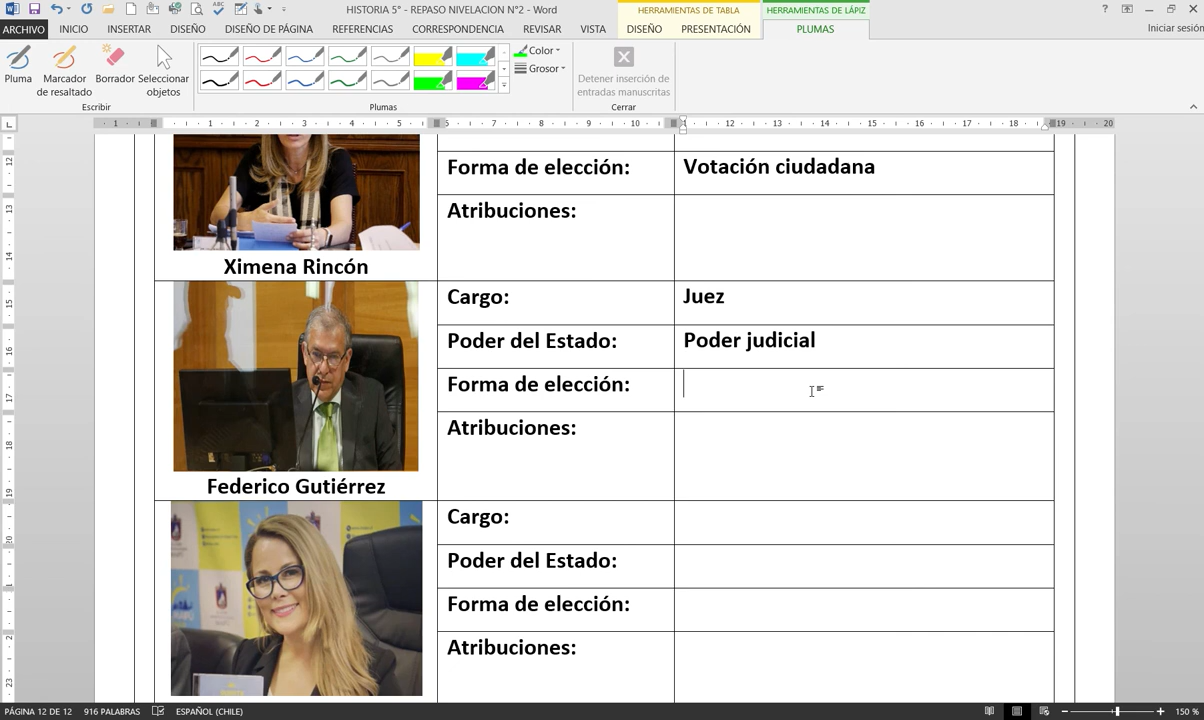 HISTORIA 5° - REPASO NIVELACION N°2 - Word
HERRAMIENTAS DE TABLA
HERRAMIENTAS DE LÁPIZ
ARCHIVO INICIO INSERTAR DISEÑO DISEÑO DE PÁGINA REFERENCIAS CORRESPONDENCIA REVISAR VISTA DISEÑO PRESENTACIÓN PLUMAS Iniciar sesión
Pluma
Marcador de resaltado
Borrador
Seleccionar objetos
Color
Grosor
Detener inserción de entradas manuscritas
Escribir
Plumas
Cerrar
Forma de elección: Votación ciudadana
Atribuciones:
Ximena Rincón
Cargo: Juez
Poder del Estado: Poder judicial
Forma de elección:
Atribuciones:
Federico Gutiérrez
Cargo:
Poder del Estado:
Forma de elección:
Atribuciones:
PÁGINA 12 DE 12 916 PALABRAS ESPAÑOL (CHILE) 150 %